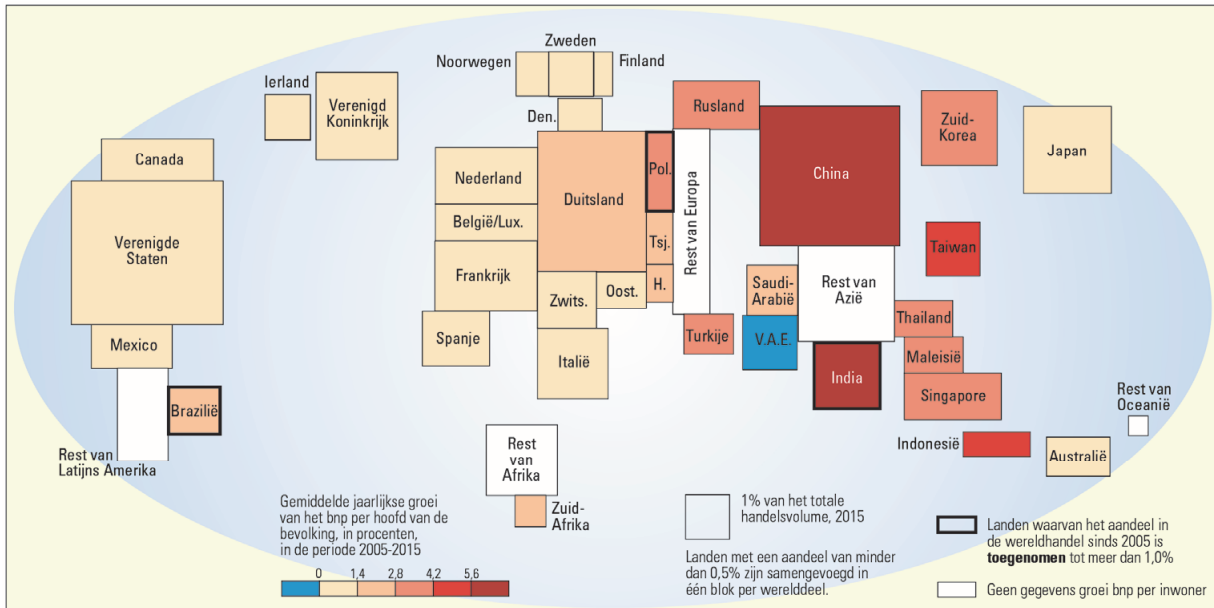 Zweden
Noorwegen
Finland
Ierland
Verenigd
Koninkrijk
Den.
Rusland
Zuid-
Korea
Japan
Canada
Nederland
Duitsland
Pol.
Rest van Europa
China
België/Lux.
Tsj.
Verenigde
Staten
Taiwan
Frankrijk
H.
Zwits.
Oost.
Saudi-
Arabië
Rest van
Azië
Mexico
Spanje
Italië
Turkije
V.A.E.
Thailand
Maleisië
India
Singapore
Brazilië
Rest van
Oceanië
Rest van
Latijns Amerika
Rest
van
Afrika
Indonesië
Australië
Zuid-
Afrika
Gemiddelde jaarlijkse groei
van het bnp per hoofd van de
bevolking, in procenten,
in de periode 2005-2015
0 1,4 2,8 4,2 5,6
1% van het totale
handelsvolume, 2015
Landen met een aandeel van minder
dan 0,5% zijn samengevoegd in
één blok per werelddeel.
Landen waarvan het aandeel in
de wereldhandel sinds 2005 is
toegenomen tot meer dan 1,0%
Geen gegevens groei bnp per inwoner